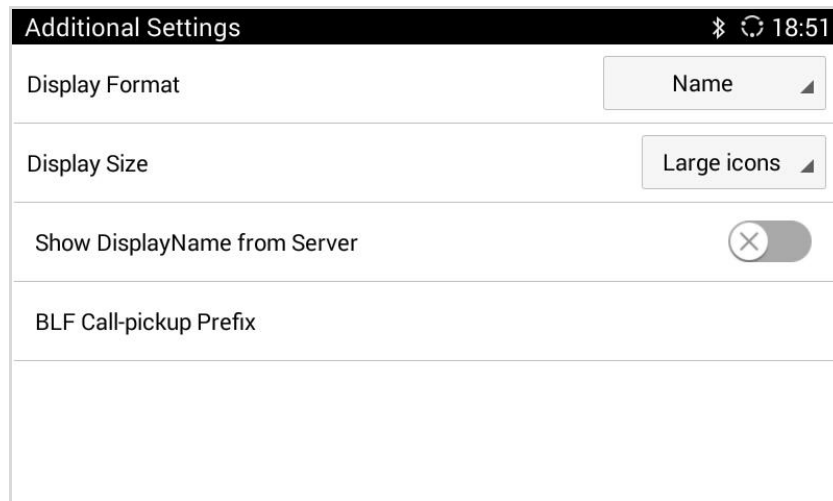 Additional Settings 18:51
Display Format Name
Display Size Large icons
Show DisplayName from Server
BLF Call-pickup Prefix